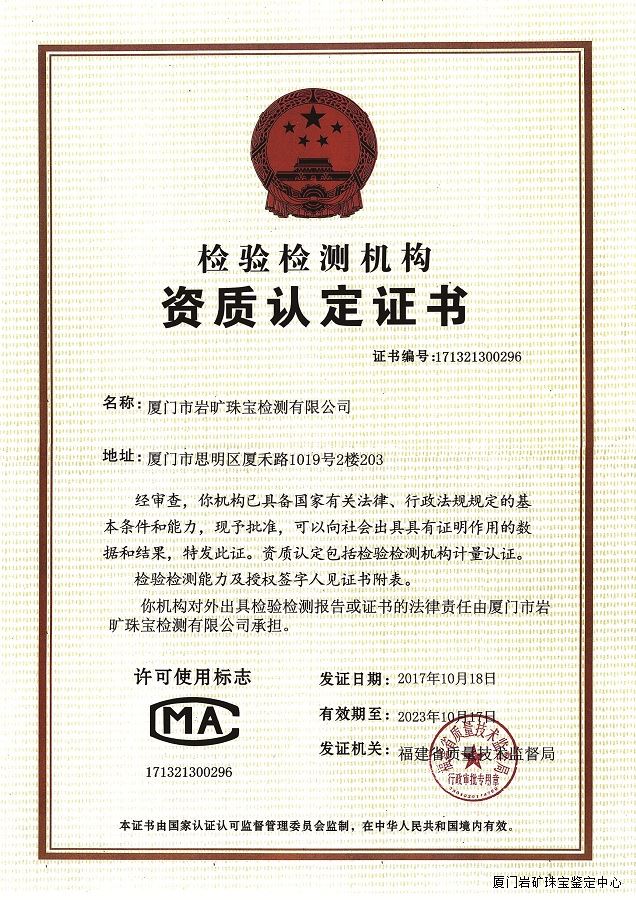 检验检测机构
资质认定证书
证书编号:171321300296
名称:厦门市岩旷珠宝检测有限公司
地址:厦门市思明区厦禾路1019号2楼203
经审查，你机构已具备国家有关法律、行政法规规定的基
本条件和能力，现予批准，可以向社会出具具有证明作用的数
据和结果，特发此证。资质认定包括检验检测机构计量认证。
检验检测能力及授权签字人见证书附表。
你机构对外出具检验检测报告或证书的法律责任由厦门市岩
旷珠宝检测有限公司承担。
许可使用标志
MA
171321300296
发证日期:2017年10月18日
有效期至:2023年10月17日
发证机关:福建省质量技术监督局
福建省质量技术监督局
行政审批专用章
本证书由国家认证认可监督管理委员会监制，在中华人民共和国境内有效。
厦门岩矿珠宝鉴定中心